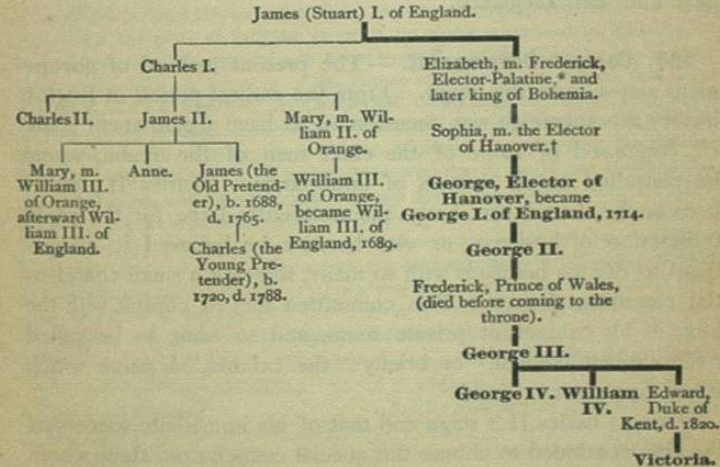 James (Stuart) I. of England.
Charles I.
Elizabeth, m. Frederick,
Elector-Palatine,* and
later king of Bohemia.
Charles II.
James II.
Mary, m. Wil-
liam II. of
Orange.
Sophia, m. the Elector
of Hanover.†
Mary, m.
William III.
of Orange,
afterward Wil-
liam III. of
England.
Anne.
James (the
Old Pretend-
er), b. 1688,
d. 1765.
William III.
of Orange,
became Wil-
liam III. of
England, 1689.
George, Elector of
Hanover, became
George I. of England, 1714.
Charles (the
Young Pre-
tender), b.
1720, d. 1788.
George II.
Frederick, Prince of Wales,
(died before coming to the
throne).
George III.
George IV.
William
IV.
Edward,
Duke of
Kent, d. 1820.
Victoria.